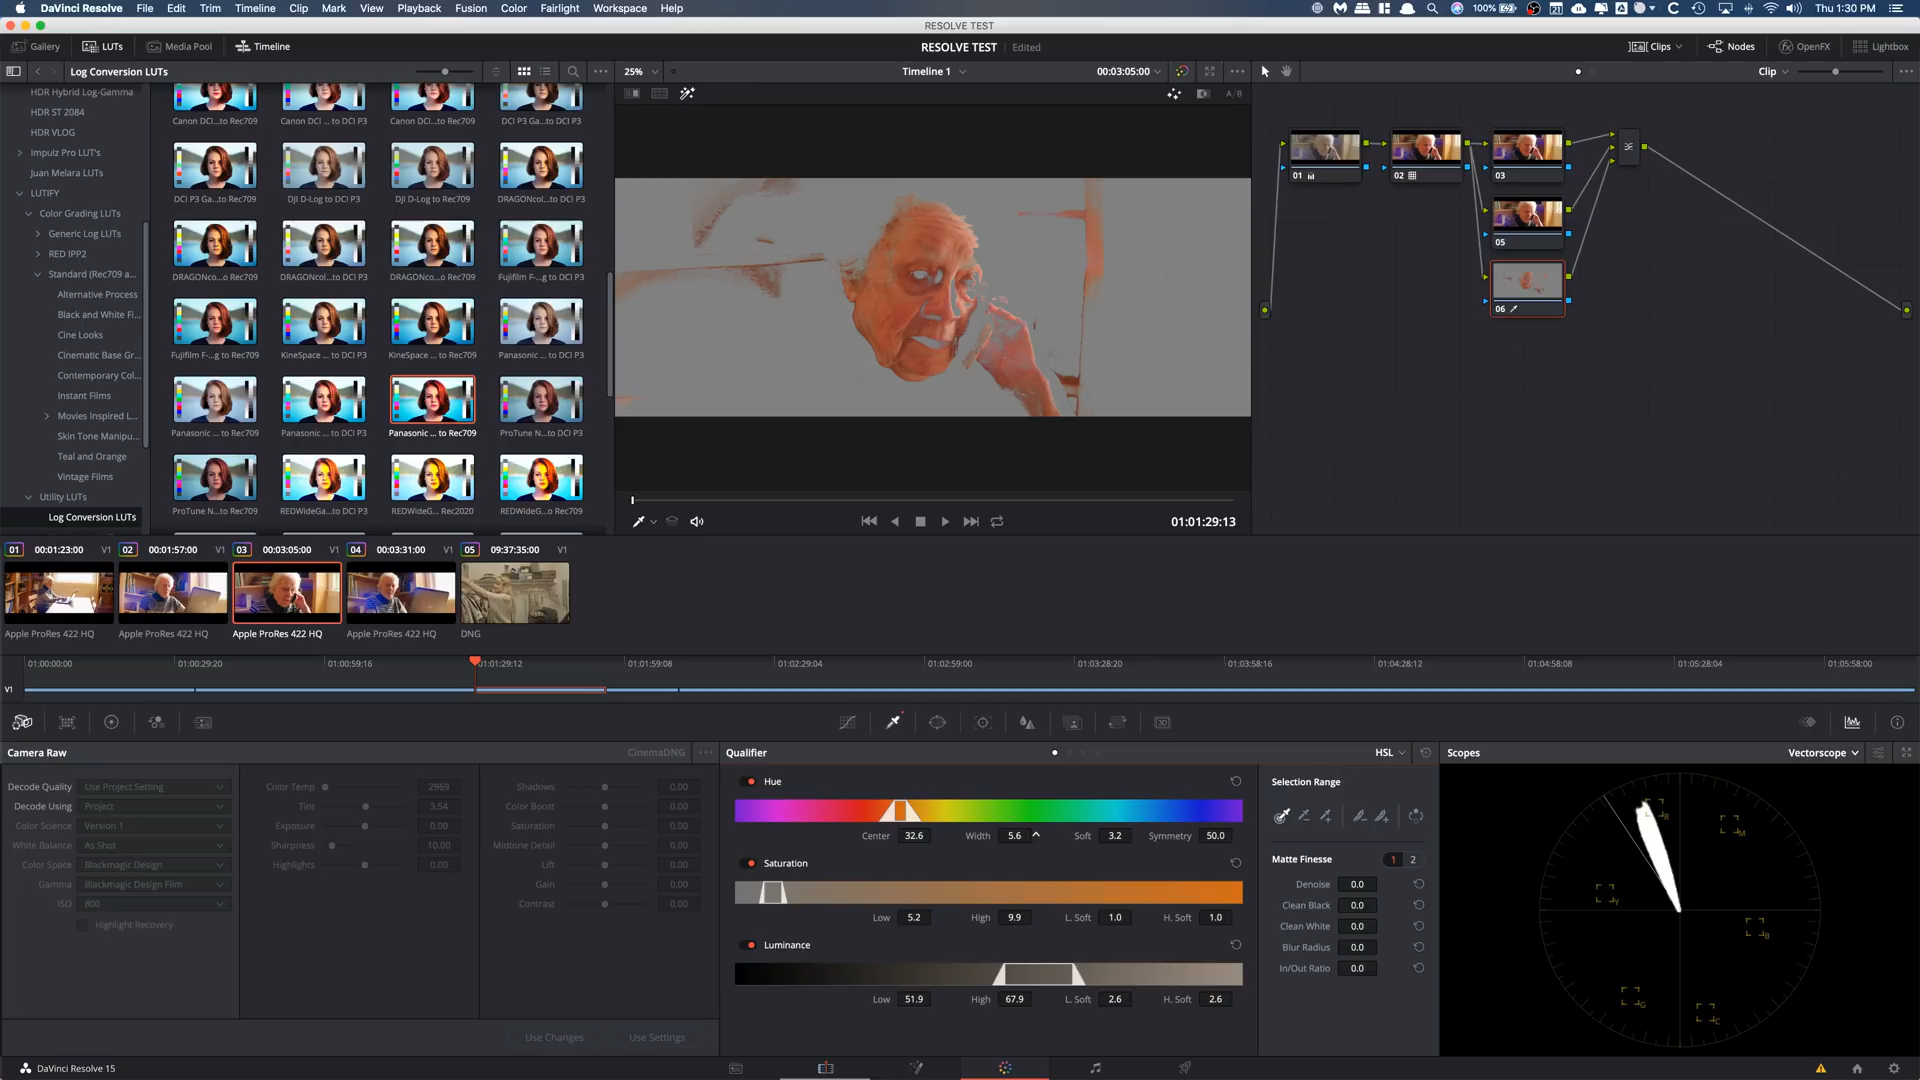 DaVinci Resolve File Edit Trim Timeline Clip Mark View Playback Fusion Color Fairlight Workspace Help 100% Thu 1:30 PM
RESOLVE TEST
Gallery LUTs Media Pool Timeline RESOLVE TEST Edited Clips Nodes OpenFX Lightbox
Log Conversion LUTs 25% Timeline 1 00:03:05:00 Clip
A/B
HDR Hybrid Log-Gamma
HDR ST 2084
HDR VLOG
Impulz Pro LUT's
Juan Melara LUTs
LUTIFY
Color Grading LUTs
Generic Log LUTs
RED IPP2
Standard (Rec709 a...
Alternative Process
Black and White Fi...
Cine Looks
Cinematic Base Gr...
Contemporary Col...
Instant Films
Movies Inspired L...
Skin Tone Manipu...
Teal and Orange
Vintage Films
Utility LUTs
Log Conversion LUTs
Canon DCI...to Rec709 Canon DCI ... to DCI P3 Canon DC...to Rec709 DCI P3 Ga...to DCI P3
DCI P3 Ga...to Rec709 DJI D-Log to DCI P3 DJI D-Log to Rec709 DRAGONcol...to DCI P3
DRAGONco...o Rec709 DRAGONcol...to DCI P3 DRAGONco...o Rec709 Fujifilm F-...g to DCI P3
Fujifilm F-...g to Rec709 KineSpace ... to DCI P3 KineSpace ... to Rec709 Panasonic ... to DCI P3
Panasonic ... to Rec709 Panasonic ... to DCI P3 Panasonic ... to Rec709 ProTune N...to DCI P3
ProTune N...to Rec709 REDWideGa...to DCI P3 REDWideG... Rec2020 REDWideG...o Rec709
01 02 03
05
06
01:01:29:13
01 00:01:23:00 V1 02 00:01:57:00 V1 03 00:03:05:00 V1 04 00:03:31:00 V1 05 09:37:35:00 V1
Apple ProRes 422 HQ Apple ProRes 422 HQ Apple ProRes 422 HQ Apple ProRes 422 HQ DNG
01:00:00:00 01:00:29:20 01:00:59:16 01:01:29:12 01:01:59:08 01:02:29:04 01:02:59:00 01:03:28:20 01:03:58:16 01:04:28:12 01:04:58:08 01:05:28:04 01:05:58:00
V1
Camera Raw CinemaDNG
Decode Quality Use Project Setting
Decode Using Project
Color Science Version 1
White Balance As Shot
Color Space Blackmagic Design
Gamma Blackmagic Design Film
ISO 800
Highlight Recovery
Color Temp 2969
Tint 3.54
Exposure 0.00
Sharpness 10.00
Highlights 0.00
Shadows 0.00
Color Boost 0.00
Saturation 0.00
Midtone Detail 0.00
Lift 0.00
Gain 0.00
Contrast 0.00
Use Changes Use Settings
Qualifier HSL
Hue
Center 32.6 Width 5.6 Soft 3.2 Symmetry 50.0
Saturation
Low 5.2 High 9.9 L. Soft 1.0 H. Soft 1.0
Luminance
Low 51.9 High 67.9 L. Soft 2.6 H. Soft 2.6
Selection Range
Matte Finesse 1 2
Denoise 0.0
Clean Black 0.0
Clean White 0.0
Blur Radius 0.0
In/Out Ratio 0.0
Scopes Vectorscope
R
M
Y
B
G
C
DaVinci Resolve 15